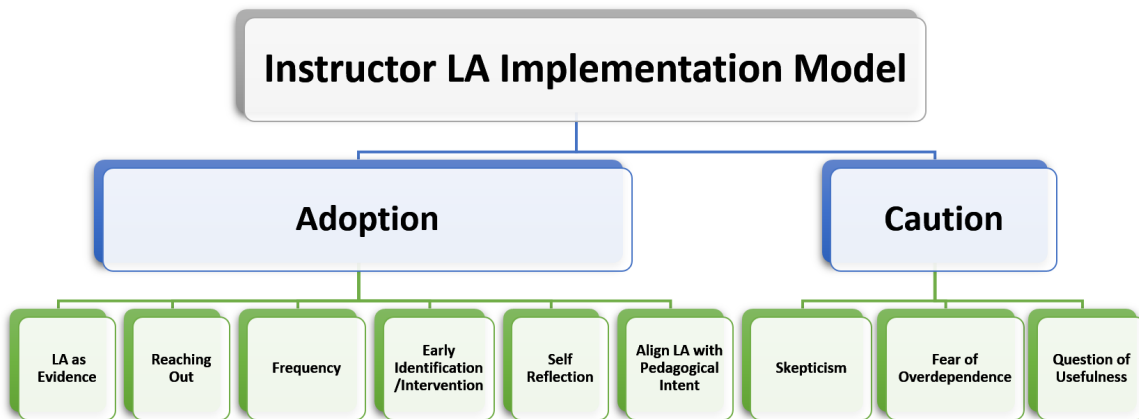 Instructor LA Implementation Model
Adoption
Caution
LA as
Evidence
Reaching
Out
Frequency
Early
Identification
/Intervention
Self
Reflection
Align LA with
Pedagogical
Intent
Skepticism
Fear of
Overdependence
Question of
Usefulness